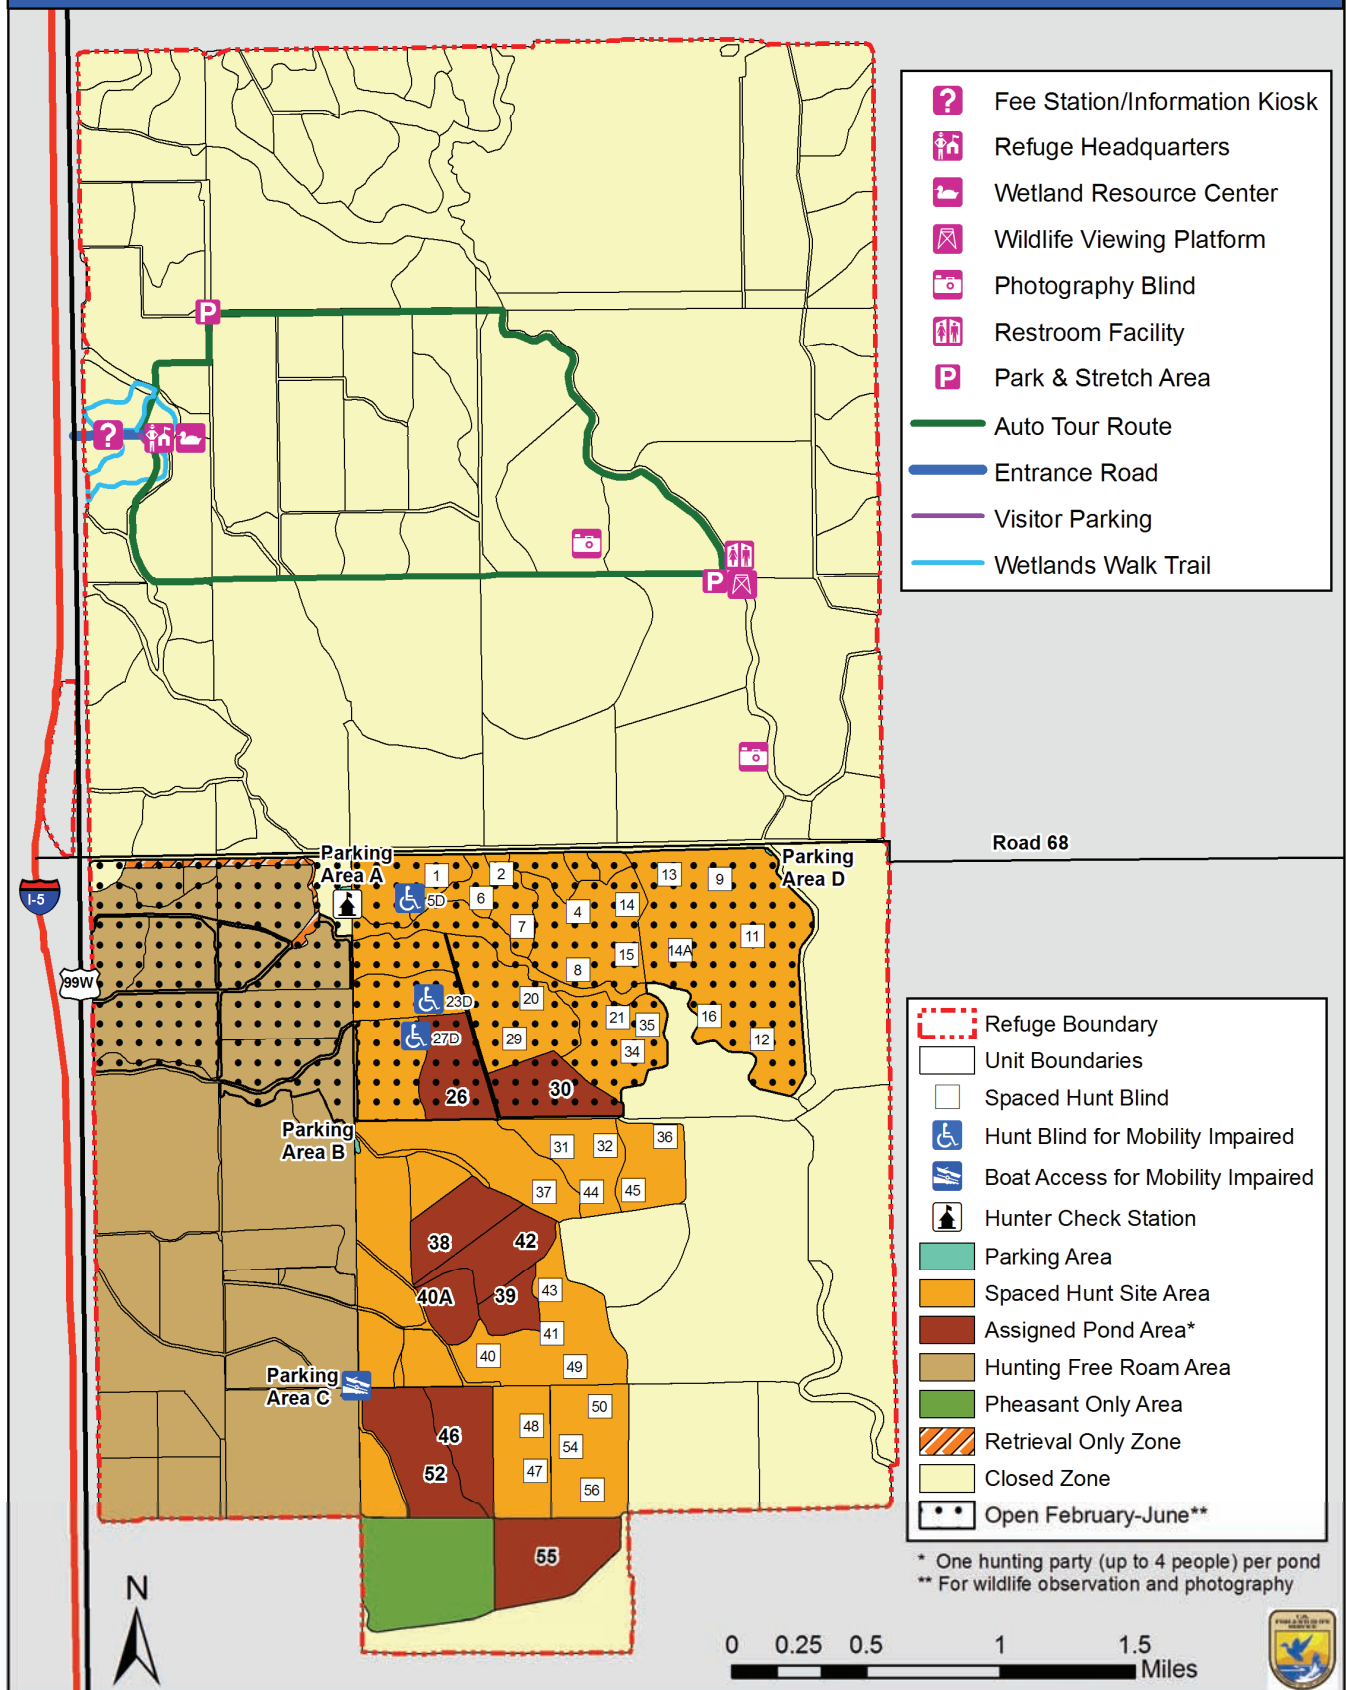 ?
Fee Station/Information Kiosk
Refuge Headquarters
Wetland Resource Center
Wildlife Viewing Platform
Photography Blind
Restroom Facility
P
Park & Stretch Area
Auto Tour Route
Entrance Road
Visitor Parking
Wetlands Walk Trail
P
?
P
Road 68
Parking
Area A
Parking
Area D
I-5
99W
1
2
13
9
5D
6
4
14
7
11
15
14A
8
23D
20
21
35
16
27D
29
34
12
26
30
Parking
Area B
31
32
36
37
44
45
38
42
40A
39
43
41
40
49
Parking
Area C
50
46
48
54
52
47
56
55
Refuge Boundary
Unit Boundaries
Spaced Hunt Blind
Hunt Blind for Mobility Impaired
Boat Access for Mobility Impaired
Hunter Check Station
Parking Area
Spaced Hunt Site Area
Assigned Pond Area*
Hunting Free Roam Area
Pheasant Only Area
Retrieval Only Zone
Closed Zone
Open February-June**
* One hunting party (up to 4 people) per pond
** For wildlife observation and photography
N
0 0.25 0.5 1 1.5
Miles